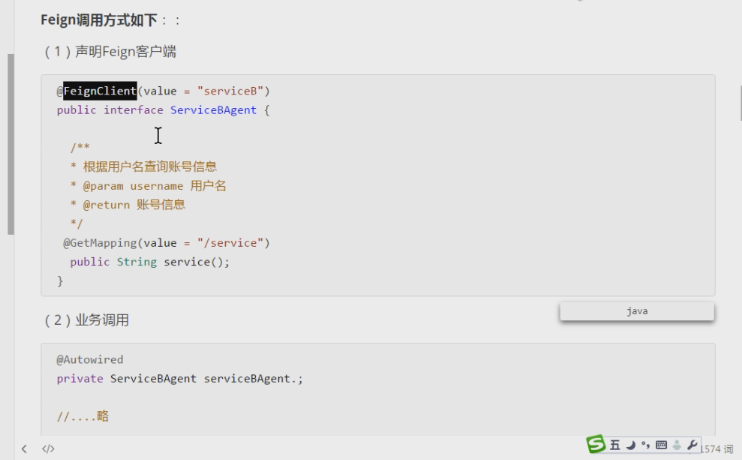 Feign调用方式如下：：
（1）声明Feign客户端
@FeignClient(value = "serviceB")
public interface ServiceBAgent {
/**
* 根据用户名查询账号信息
* @param username 用户名
* @return 账号信息
*/
@GetMapping(value = "/service")
public String service();
}
java
（2）业务调用
@Autowired
private ServiceBAgent serviceBAgent.;
//....略
五
1574 词